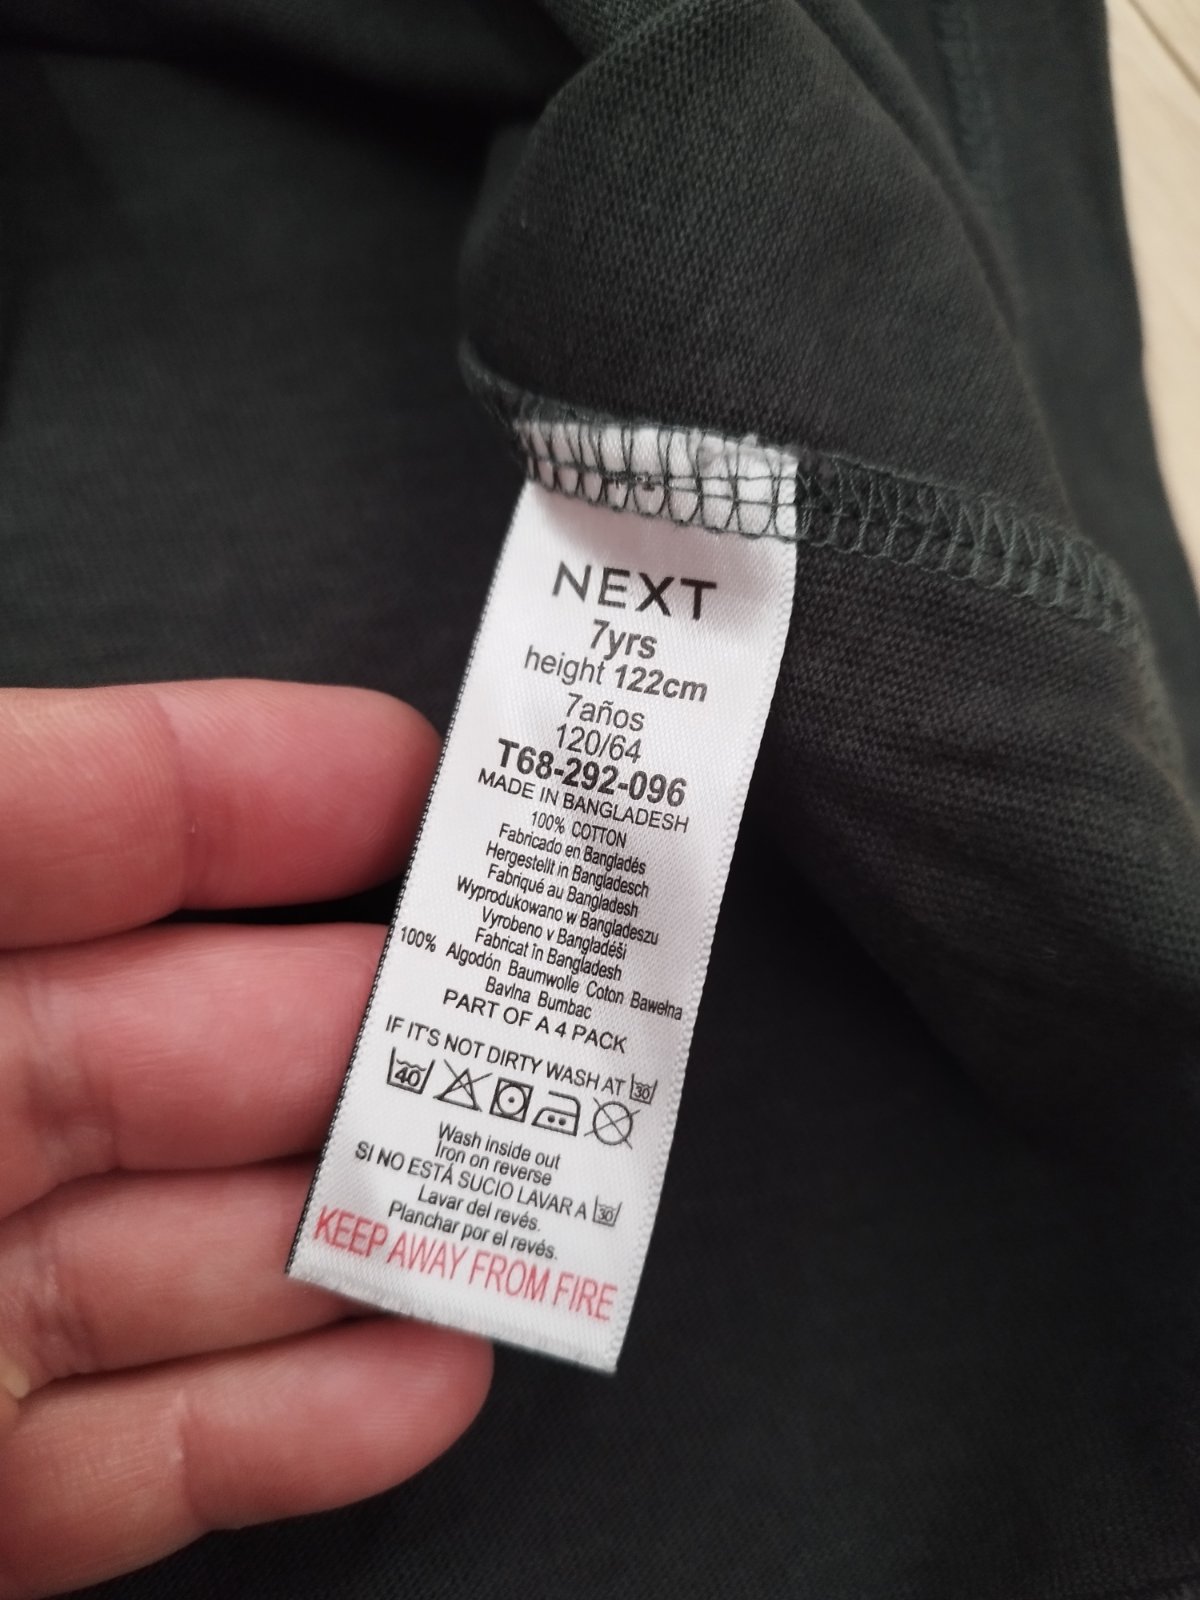 NEXT
7yrs
height 122cm
7años
120/64
T68-292-096
MADE IN BANGLADESH
100% COTTON
Fabricado en Bangladés
Hergestellt in Bangladesch
Fabriqué au Bangladesh
Wyprodukowano w Bangladeszu
Vyrobeno v Bangladéši
Fabricat în Bangladesh
100% Algodón Baumwolle Coton Bawełna
Bavlna Bumbac
PART OF A 4 PACK
IF IT'S NOT DIRTY WASH AT 30
40
Wash inside out
Iron on reverse
SI NO ESTÁ SUCIO LAVAR A 30
Lavar del revés.
Planchar por el revés.
KEEP AWAY FROM FIRE